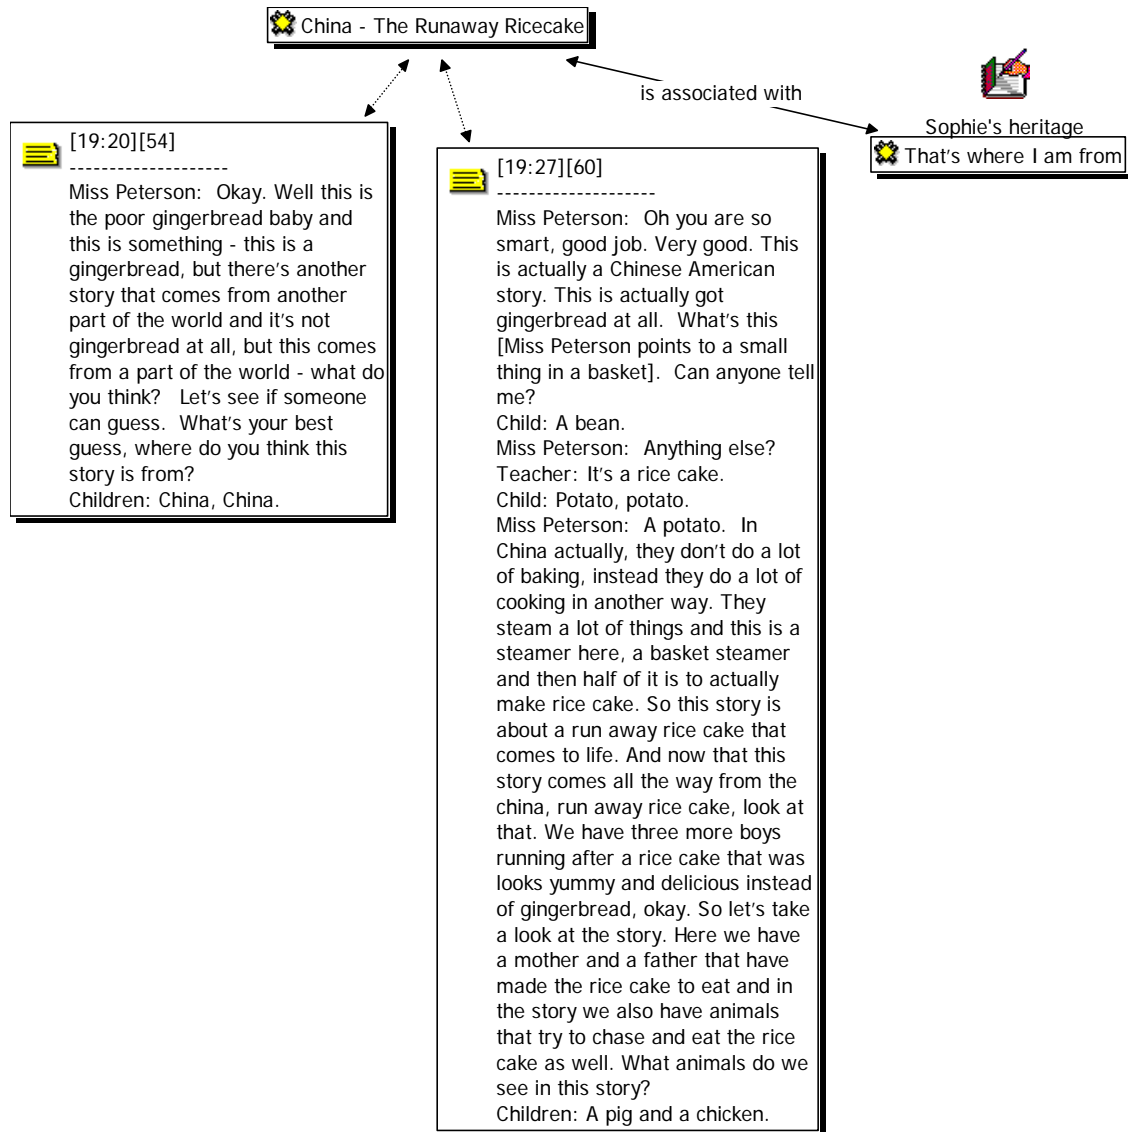 China - The Runaway Ricecake
is associated with
Sophie's heritage
That's where I am from
[19:20][54]
--------------------
Miss Peterson:  Okay. Well this is
the poor gingerbread baby and
this is something - this is a
gingerbread, but there's another
story that comes from another
part of the world and it's not
gingerbread at all, but this comes
from a part of the world - what do
you think?   Let's see if someone
can guess.  What's your best
guess, where do you think this
story is from?
Children: China, China.
[19:27][60]
--------------------
Miss Peterson:  Oh you are so
smart, good job. Very good. This
is actually a Chinese American
story. This is actually got
gingerbread at all.  What's this
[Miss Peterson points to a small
thing in a basket].  Can anyone tell
me?
Child: A bean.
Miss Peterson:  Anything else?
Teacher: It's a rice cake.
Child: Potato, potato.
Miss Peterson:  A potato.  In
China actually, they don't do a lot
of baking, instead they do a lot of
cooking in another way. They
steam a lot of things and this is a
steamer here, a basket steamer
and then half of it is to actually
make rice cake. So this story is
about a run away rice cake that
comes to life. And now that this
story comes all the way from the
china, run away rice cake, look at
that. We have three more boys
running after a rice cake that was
looks yummy and delicious instead
of gingerbread, okay. So let's take
a look at the story. Here we have
a mother and a father that have
made the rice cake to eat and in
the story we also have animals
that try to chase and eat the rice
cake as well. What animals do we
see in this story?
Children: A pig and a chicken.